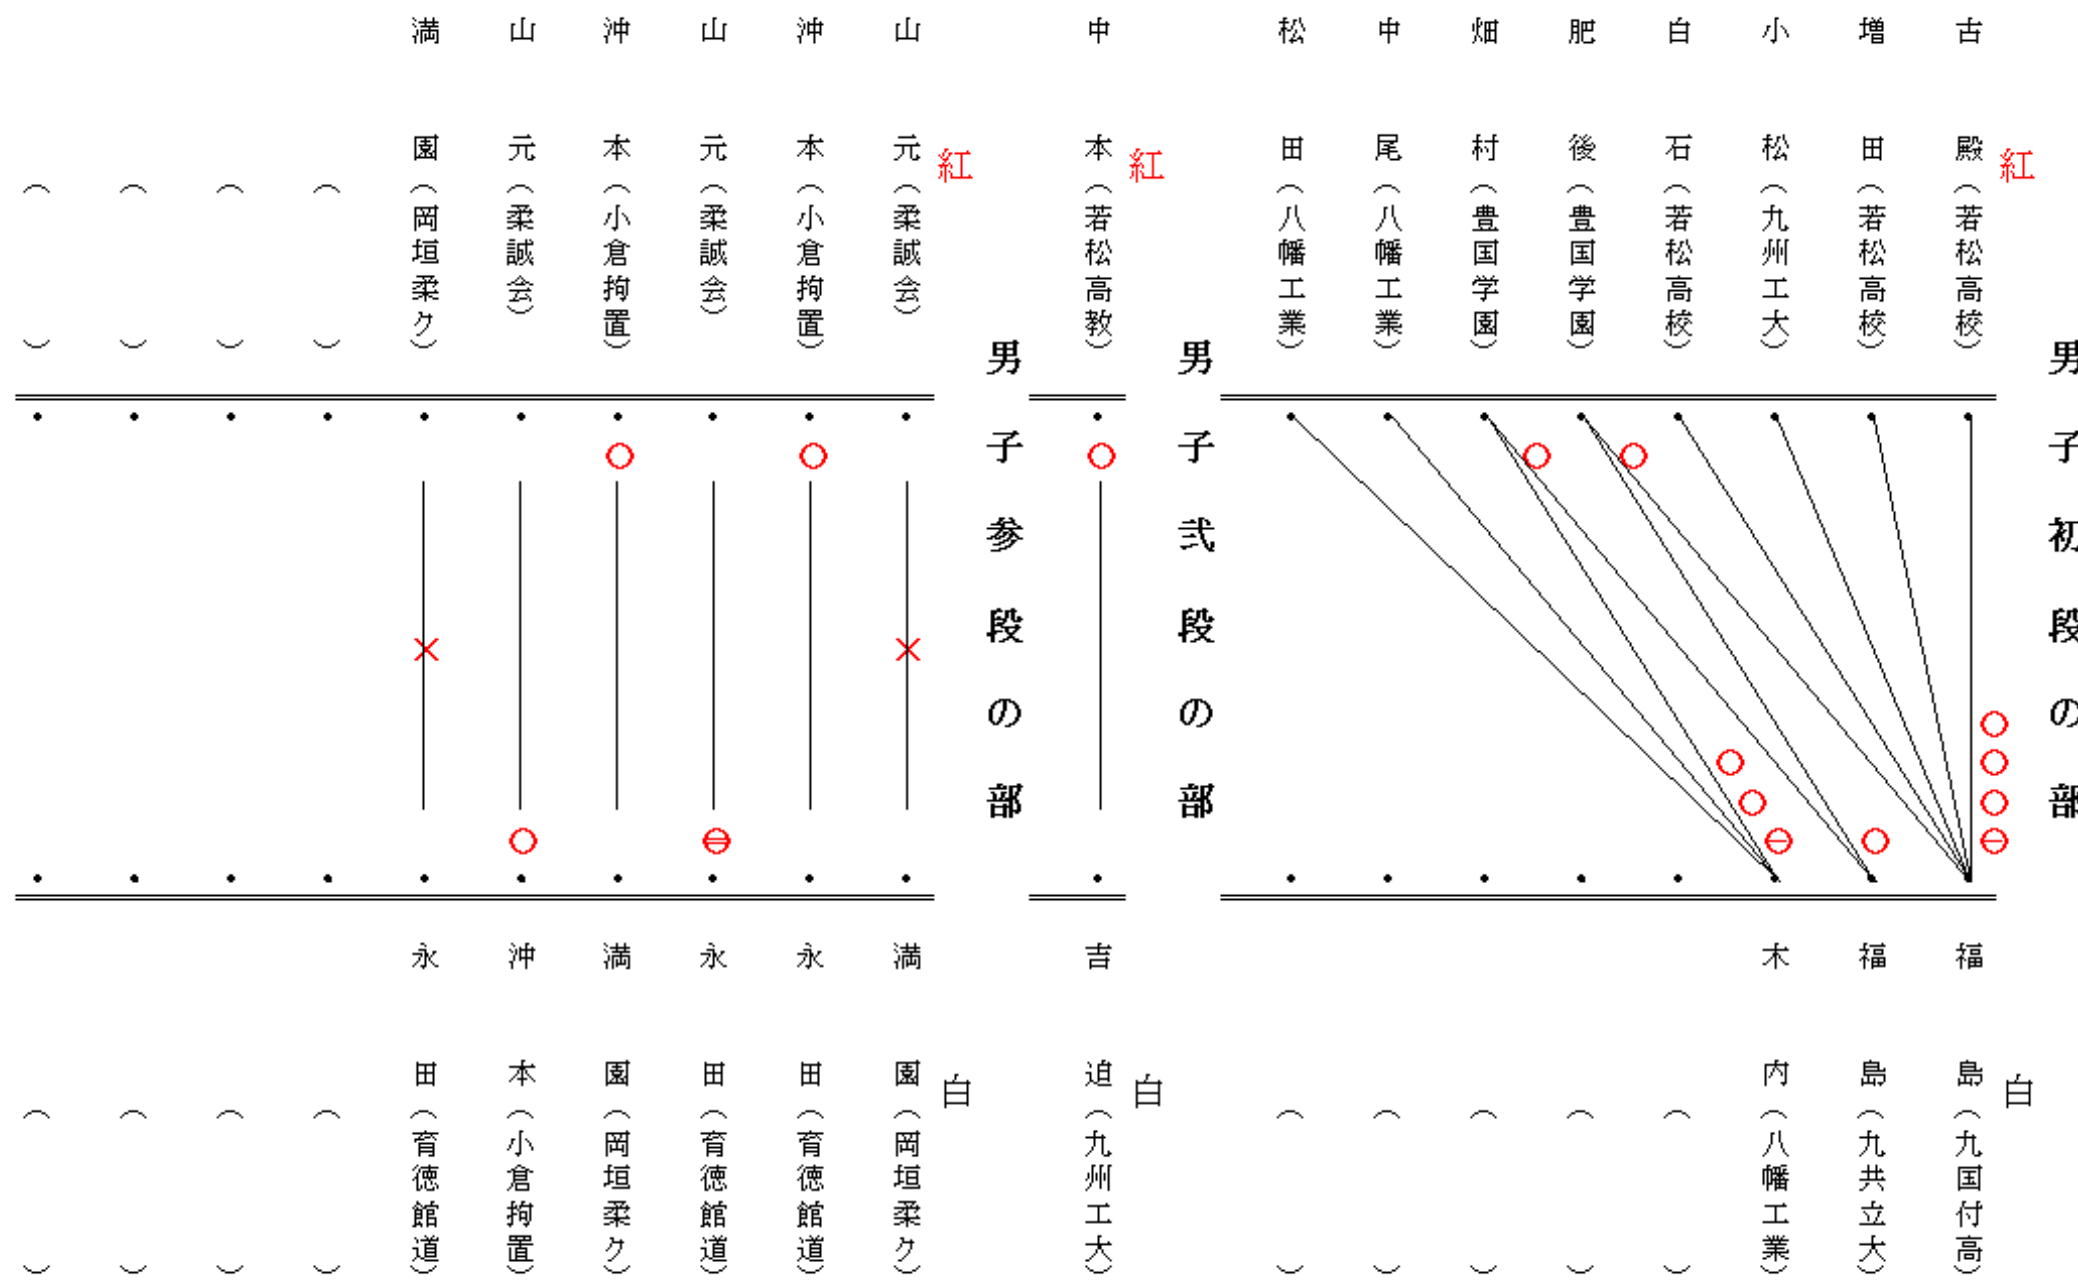 男子初段の部
紅
古殿（若松高校）
増田（若松高校）
小松（九州工大）
白石（若松高校）
肥後（豊国学園）
畑村（豊国学園）
中尾（八幡工業）
松田（八幡工業）
白
福島（九国付高）
福島（九共立大）
木内（八幡工業）
（　　　　）
（　　　　）
（　　　　）
（　　　　）
（　　　　）
男子弐段の部
紅
中本（若松高教）
白
吉迫（九州工大）
男子参段の部
紅
山元（柔誠会）
沖本（小倉拘置）
山元（柔誠会）
沖本（小倉拘置）
山元（柔誠会）
満園（岡垣柔ク）
（　　　　）
（　　　　）
（　　　　）
（　　　　）
白
満園（岡垣柔ク）
永田（育徳館道）
永田（育徳館道）
満園（岡垣柔ク）
沖本（小倉拘置）
永田（育徳館道）
（　　　　）
（　　　　）
（　　　　）
（　　　　）